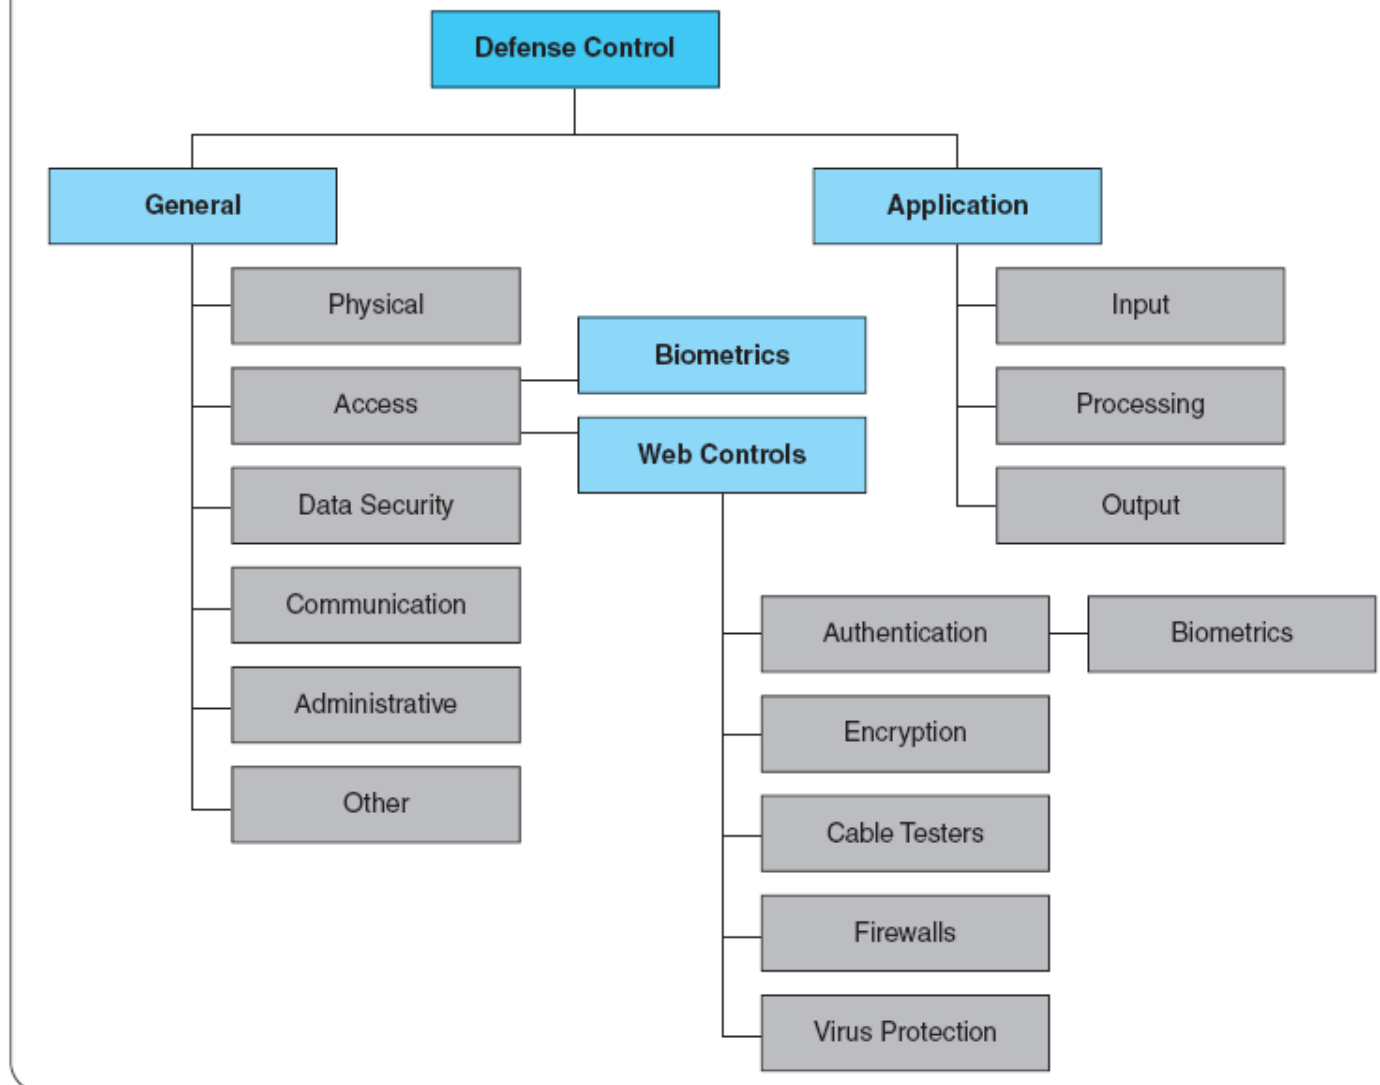 Defense Control
General
Application
Physical
Input
Biometrics
Access
Processing
Web Controls
Data Security
Output
Communication
Authentication
Biometrics
Administrative
Encryption
Other
Cable Testers
Firewalls
Virus Protection